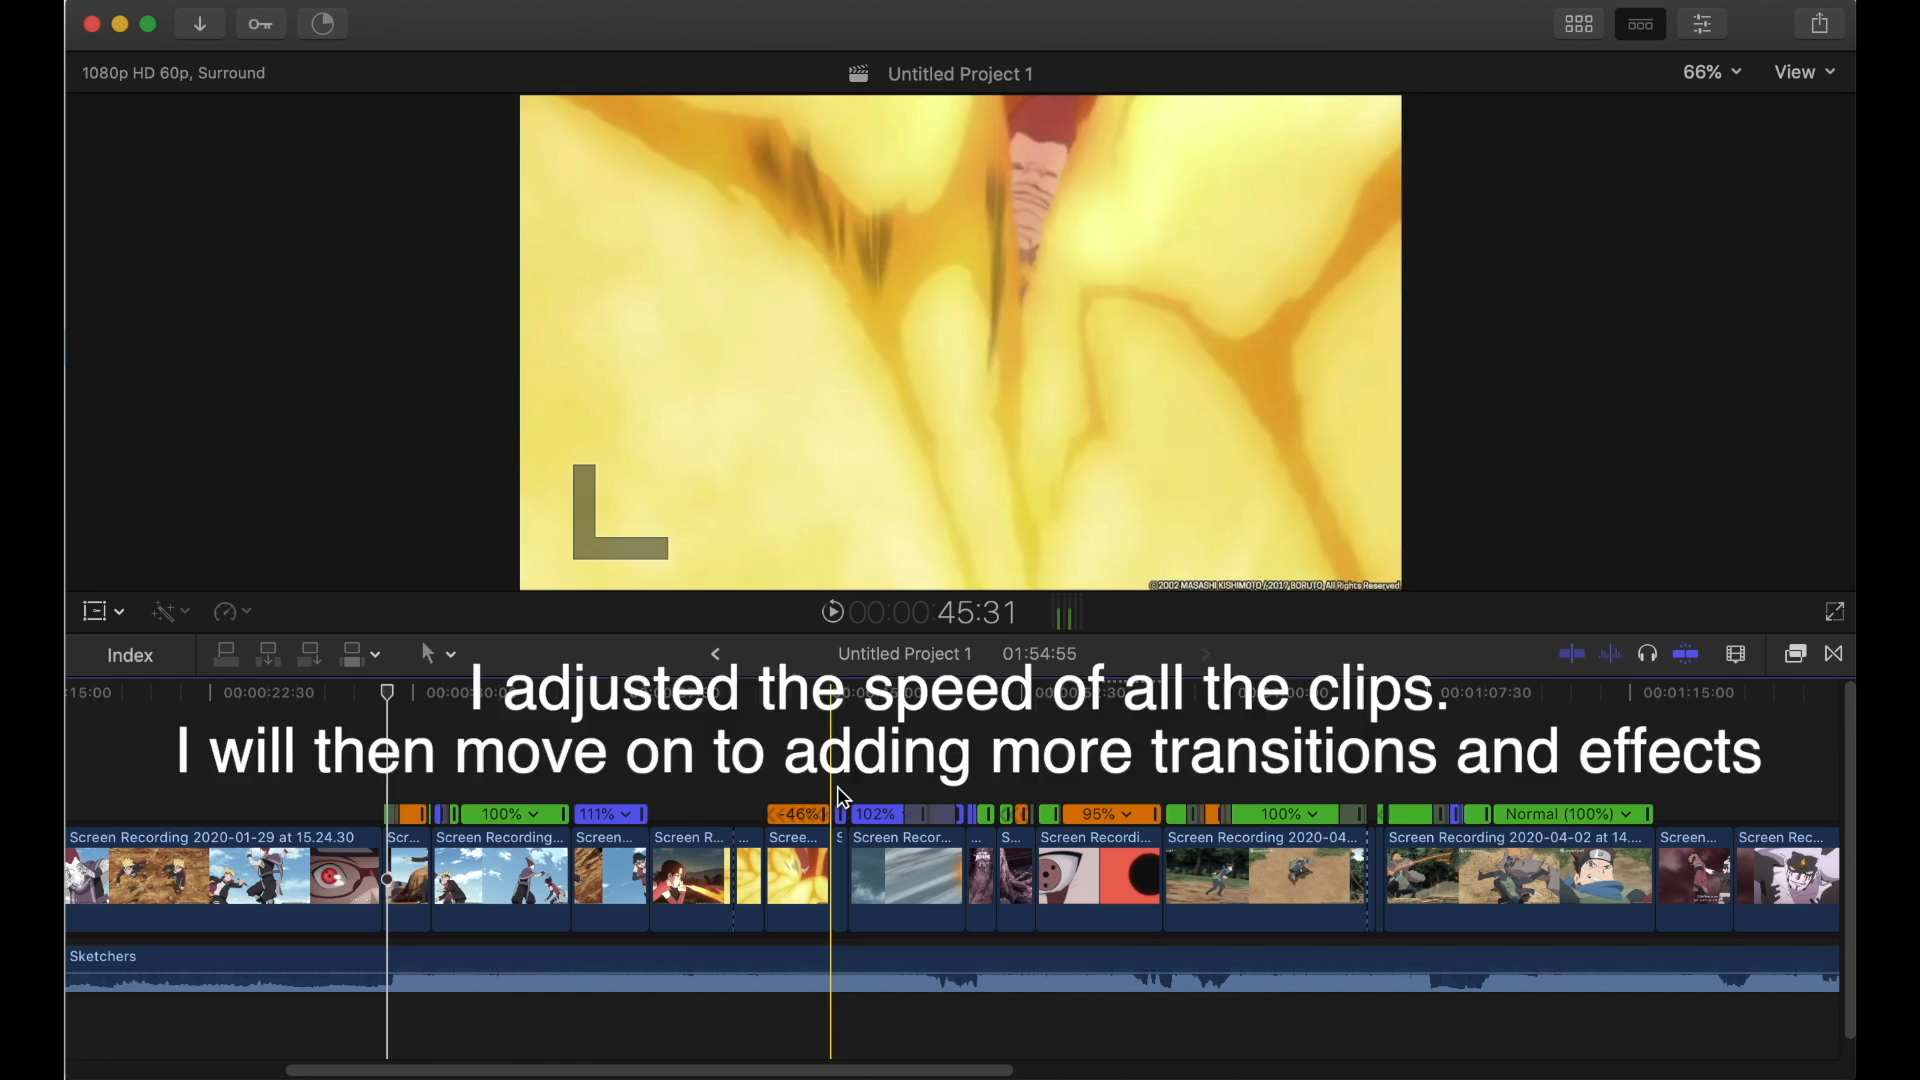 1080p HD 60p, Surround
Untitled Project 1
66%
View
©2002 MASASHI KISHIMOTO / 2017 BORUTO, All Rights Reserved.
00:00:45:31
Index
Untitled Project 1
01:54:55
:15:00
00:00:22:30
00:01:07:30
00:01:15:00
I adjusted the speed of all the clips.
I will then move on to adding more transitions and effects
100%
111%
-46%
102%
95%
100%
Normal (100%)
Screen Recording 2020-01-29 at 15.24.30
Scr...
Screen Recording...
Screen...
Screen R...
...
Scree...
S
Screen Recor...
...
S...
Screen Recordi...
Screen Recording 2020-04...
Screen Recording 2020-04-02 at 14....
Screen...
Screen Rec...
Sketchers